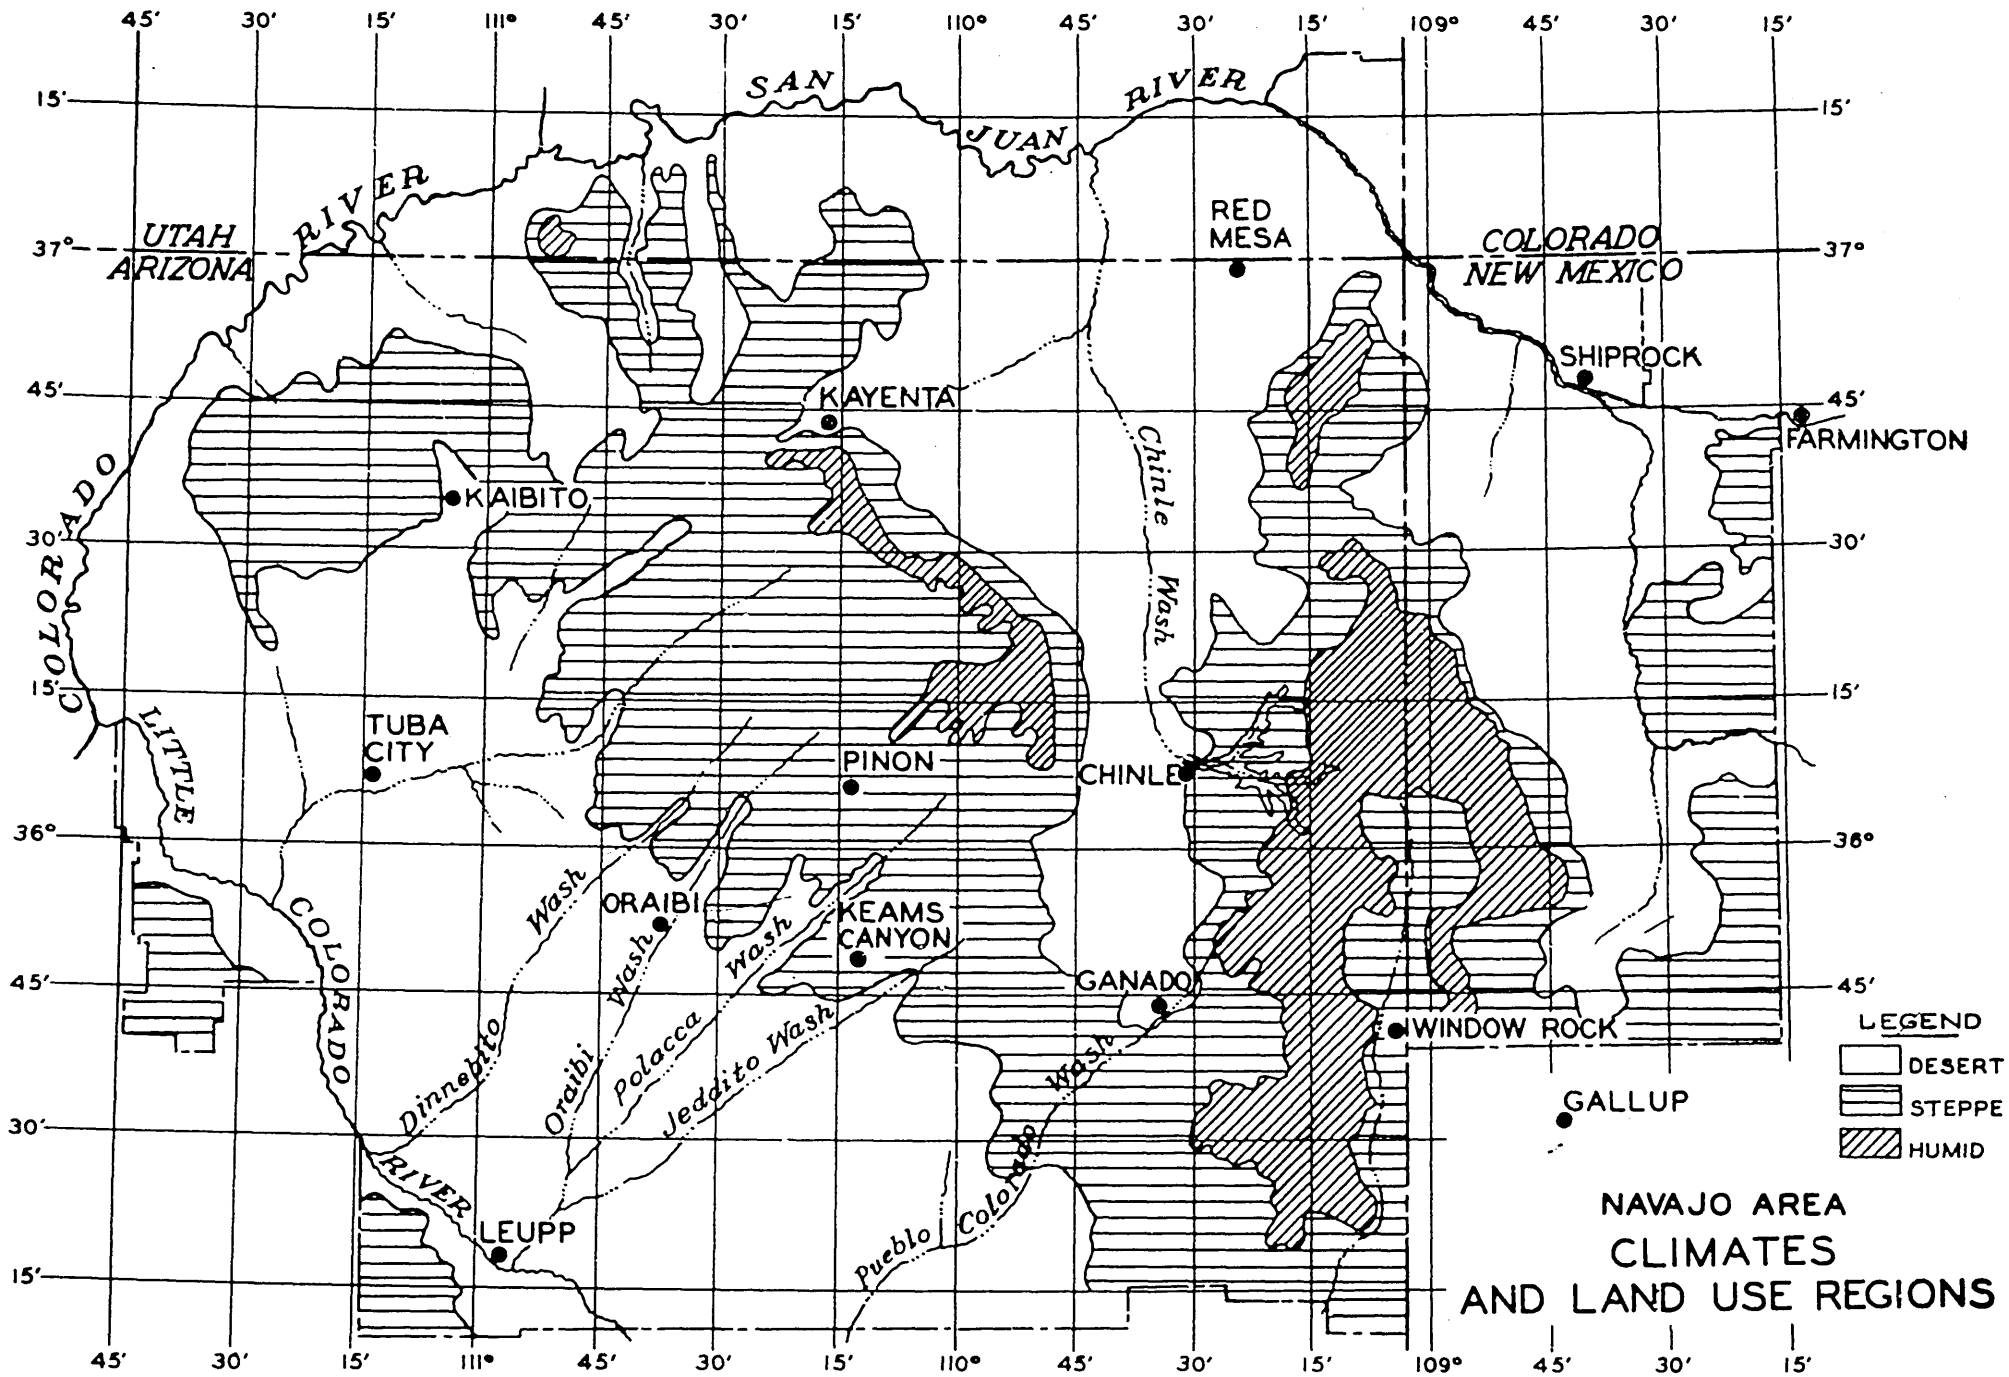 45′ 30′ 15′ 111° 45′ 30′ 15′ 110° 45′ 30′ 15′ 109° 45′ 30′ 15′
SAN
JUAN
RIVER
15′ 15′
COLORADO
RIVER
RED
MESA
37° 37°
UTAH
ARIZONA
COLORADO
NEW MEXICO
SHIPROCK
45′ 45′
KAYENTA
FARMINGTON
KAIBITO
Chinle Wash
30′ 30′
15′ 15′
LITTLE
COLORADO
RIVER
TUBA
CITY
PINON
CHINLE
36° 36°
ORAIBI
KEAMS
CANYON
Dinnebito Wash
Oraibi Wash
Polacca Wash
Jeddito Wash
GANADO
45′ 45′
WINDOW ROCK
Pueblo Colorado Wash
GALLUP
30′
LEUPP
15′
LEGEND
DESERT
STEPPE
HUMID
NAVAJO AREA
CLIMATES
AND LAND USE REGIONS
45′ 30′ 15′ 111° 45′ 30′ 15′ 110° 45′ 30′ 15′ 109° 45′ 30′ 15′